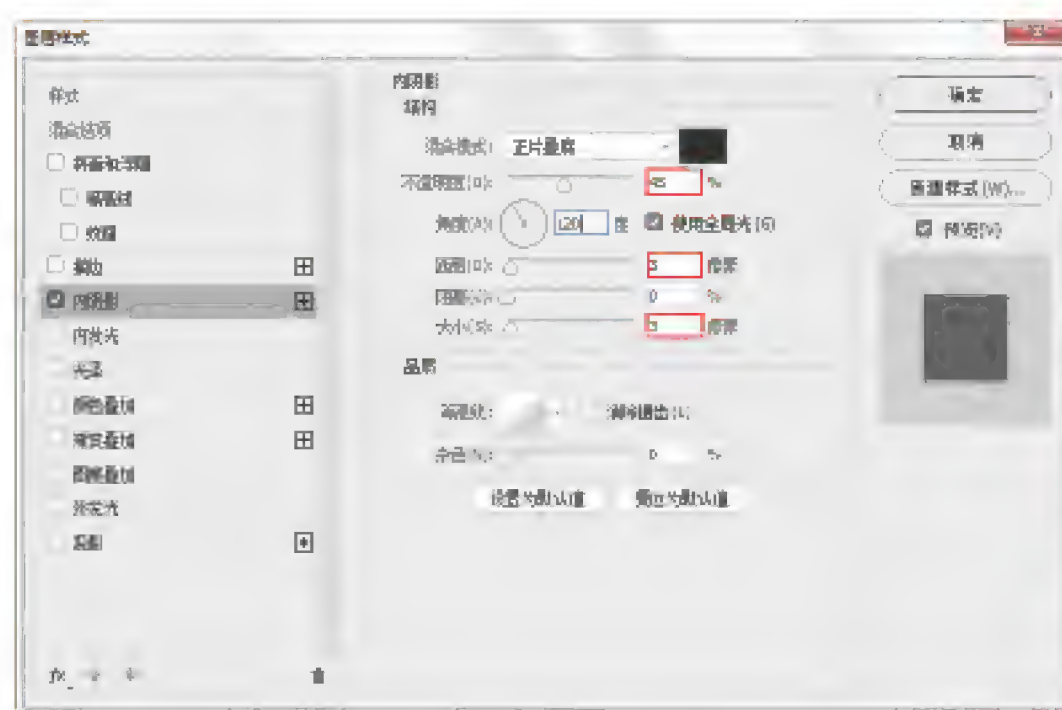 图层样式
样式
混合选项
斜面和浮雕
等高线
纹理
描边
内阴影
内发光
光泽
颜色叠加
渐变叠加
图案叠加
外发光
投影
fx
内阴影
结构
混合模式: 正片叠底
不透明度(O): 45 %
角度(A): 120 度 使用全局光(G)
距离(D): 3 像素
阻塞(C): 0 %
大小(S): 像素
品质
等高线: 消除锯齿(L)
杂色(N): 0 %
设置为默认值 复位为默认值
确定
取消
新建样式(W)...
预览(V)